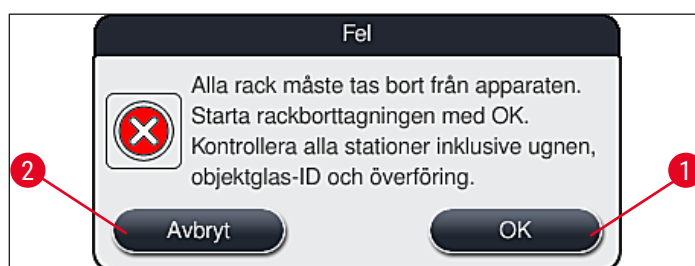 Fel
Alla rack måste tas bort från apparaten.
Starta rackborttagningen med OK.
Kontrollera alla stationer inklusive ugnen,
objektglas-ID och överföring.
2
1
Avbryt
OK